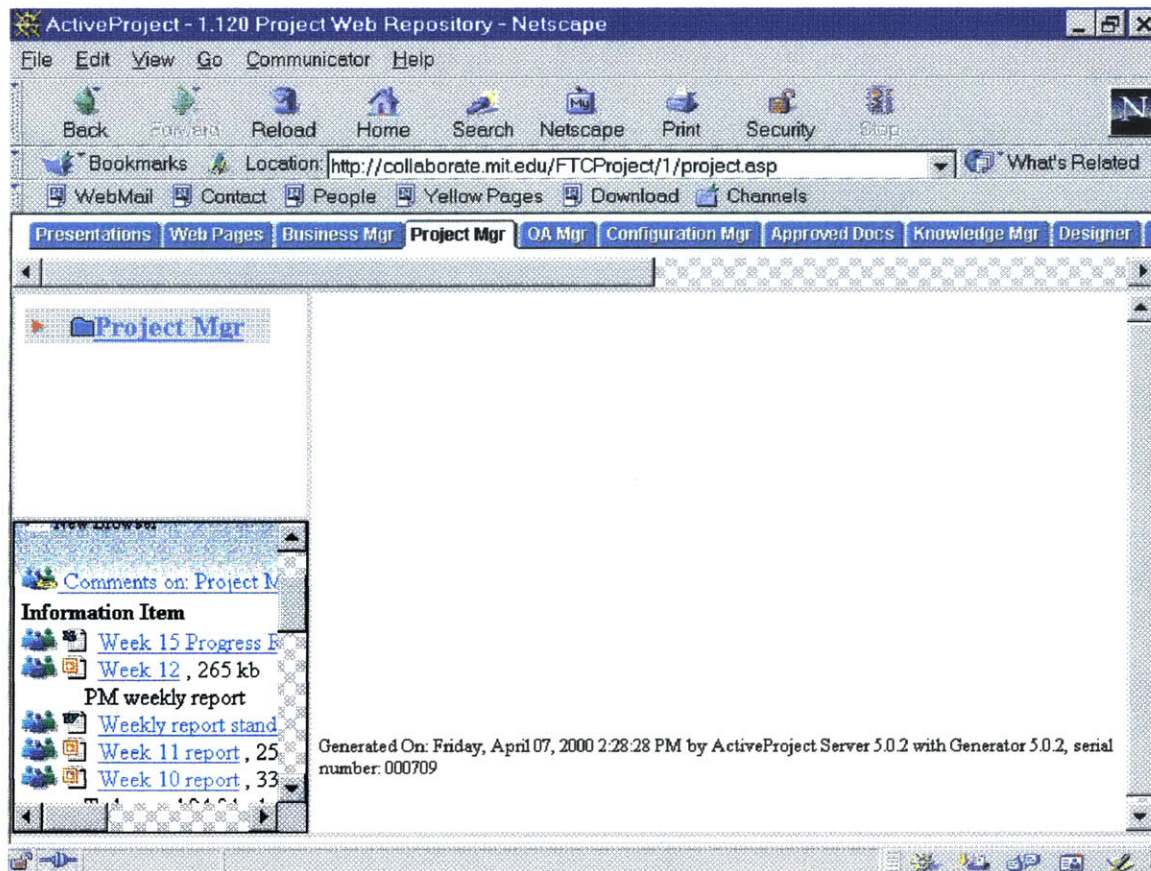 ActiveProject - 1.120 Project Web Repository - Netscape
File Edit View Go Communicator Help
Back Forward Reload Home Search Netscape Print Security Stop
My N
Bookmarks Location: http://collaborate.mit.edu/FTCProject/1/project.asp What's Related
WebMail Contact People Yellow Pages Download Channels
Presentations Web Pages Business Mgr Project Mgr QA Mgr Configuration Mgr Approved Docs Knowledge Mgr Designer
Project Mgr
New Browser
Comments on: Project M
Information Item
Week 15 Progress R
Week 12 , 265 kb
PM weekly report
Weekly report stand
Week 11 report , 25
Week 10 report , 33
Generated On: Friday, April 07, 2000 2:28:28 PM by ActiveProject Server 5.0.2 with Generator 5.0.2, serial
number: 000709